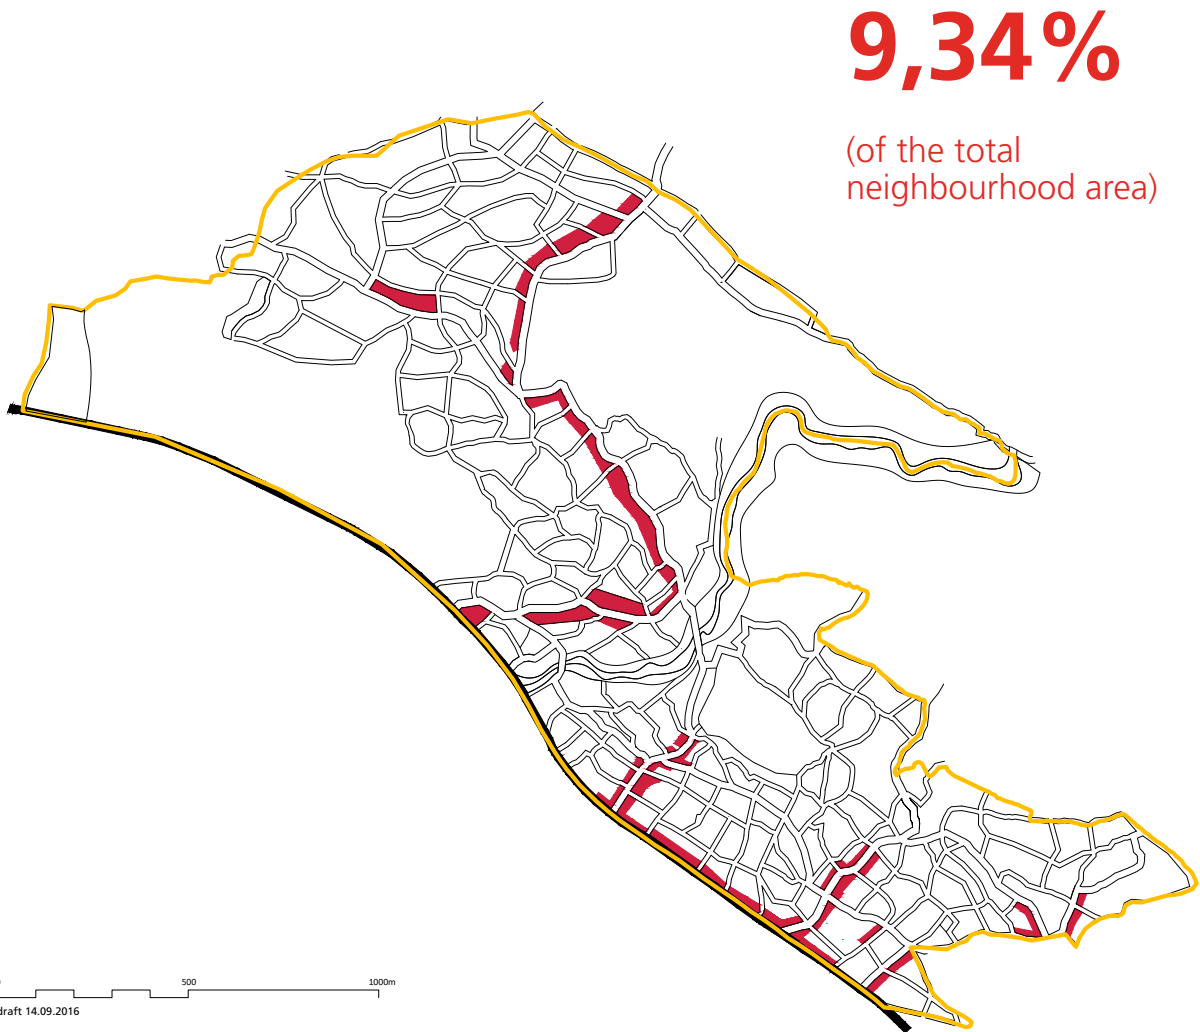 9,34%
(of the total
neighbourhood area)
500 1000m
draft 14.09.2016